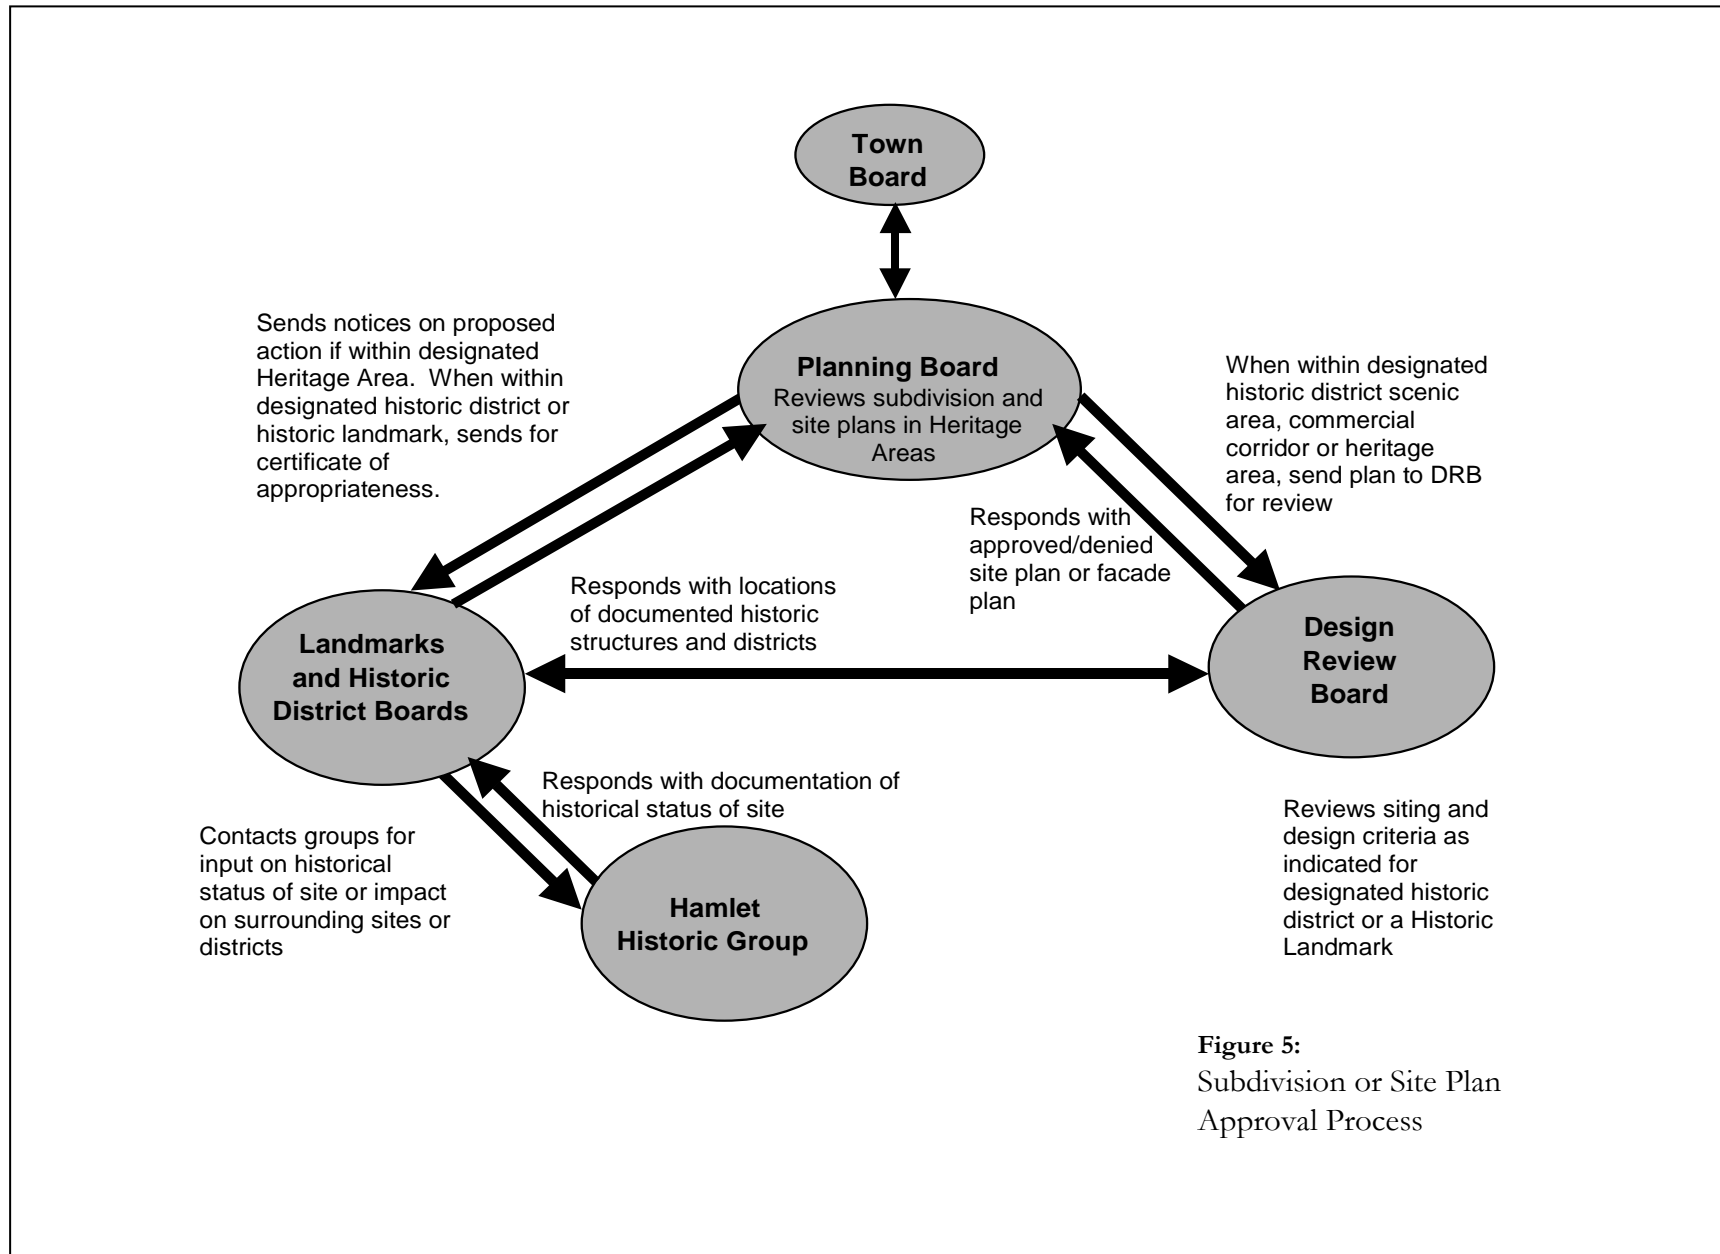 Town
Board
Sends notices on proposed
action if within designated
Heritage Area.  When within
designated historic district or
historic landmark, sends for
certificate of
appropriateness.
Planning Board
Reviews subdivision and
site plans in Heritage
Areas
When within designated
historic district scenic
area, commercial
corridor or heritage
area, send plan to DRB
for review
Responds with
approved/denied
site plan or facade
plan
Responds with locations
of documented historic
structures and districts
Landmarks
and Historic
District Boards
Design
Review
Board
Responds with documentation of
historical status of site
Contacts groups for
input on historical
status of site or impact
on surrounding sites or
districts
Hamlet
Historic Group
Reviews siting and
design criteria as
indicated for
designated historic
district or a Historic
Landmark
Figure 5:
Subdivision or Site Plan
Approval Process